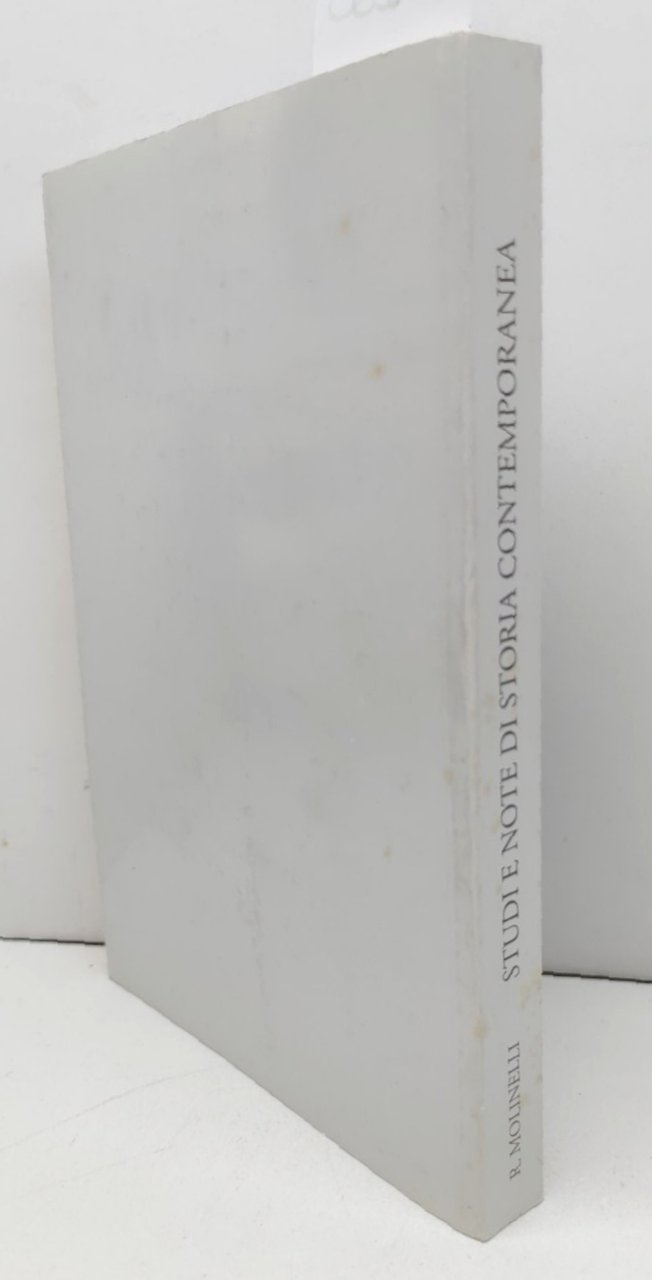 R. MOLINELLI
STUDI E NOTE DI STORIA CONTEMPORANEA